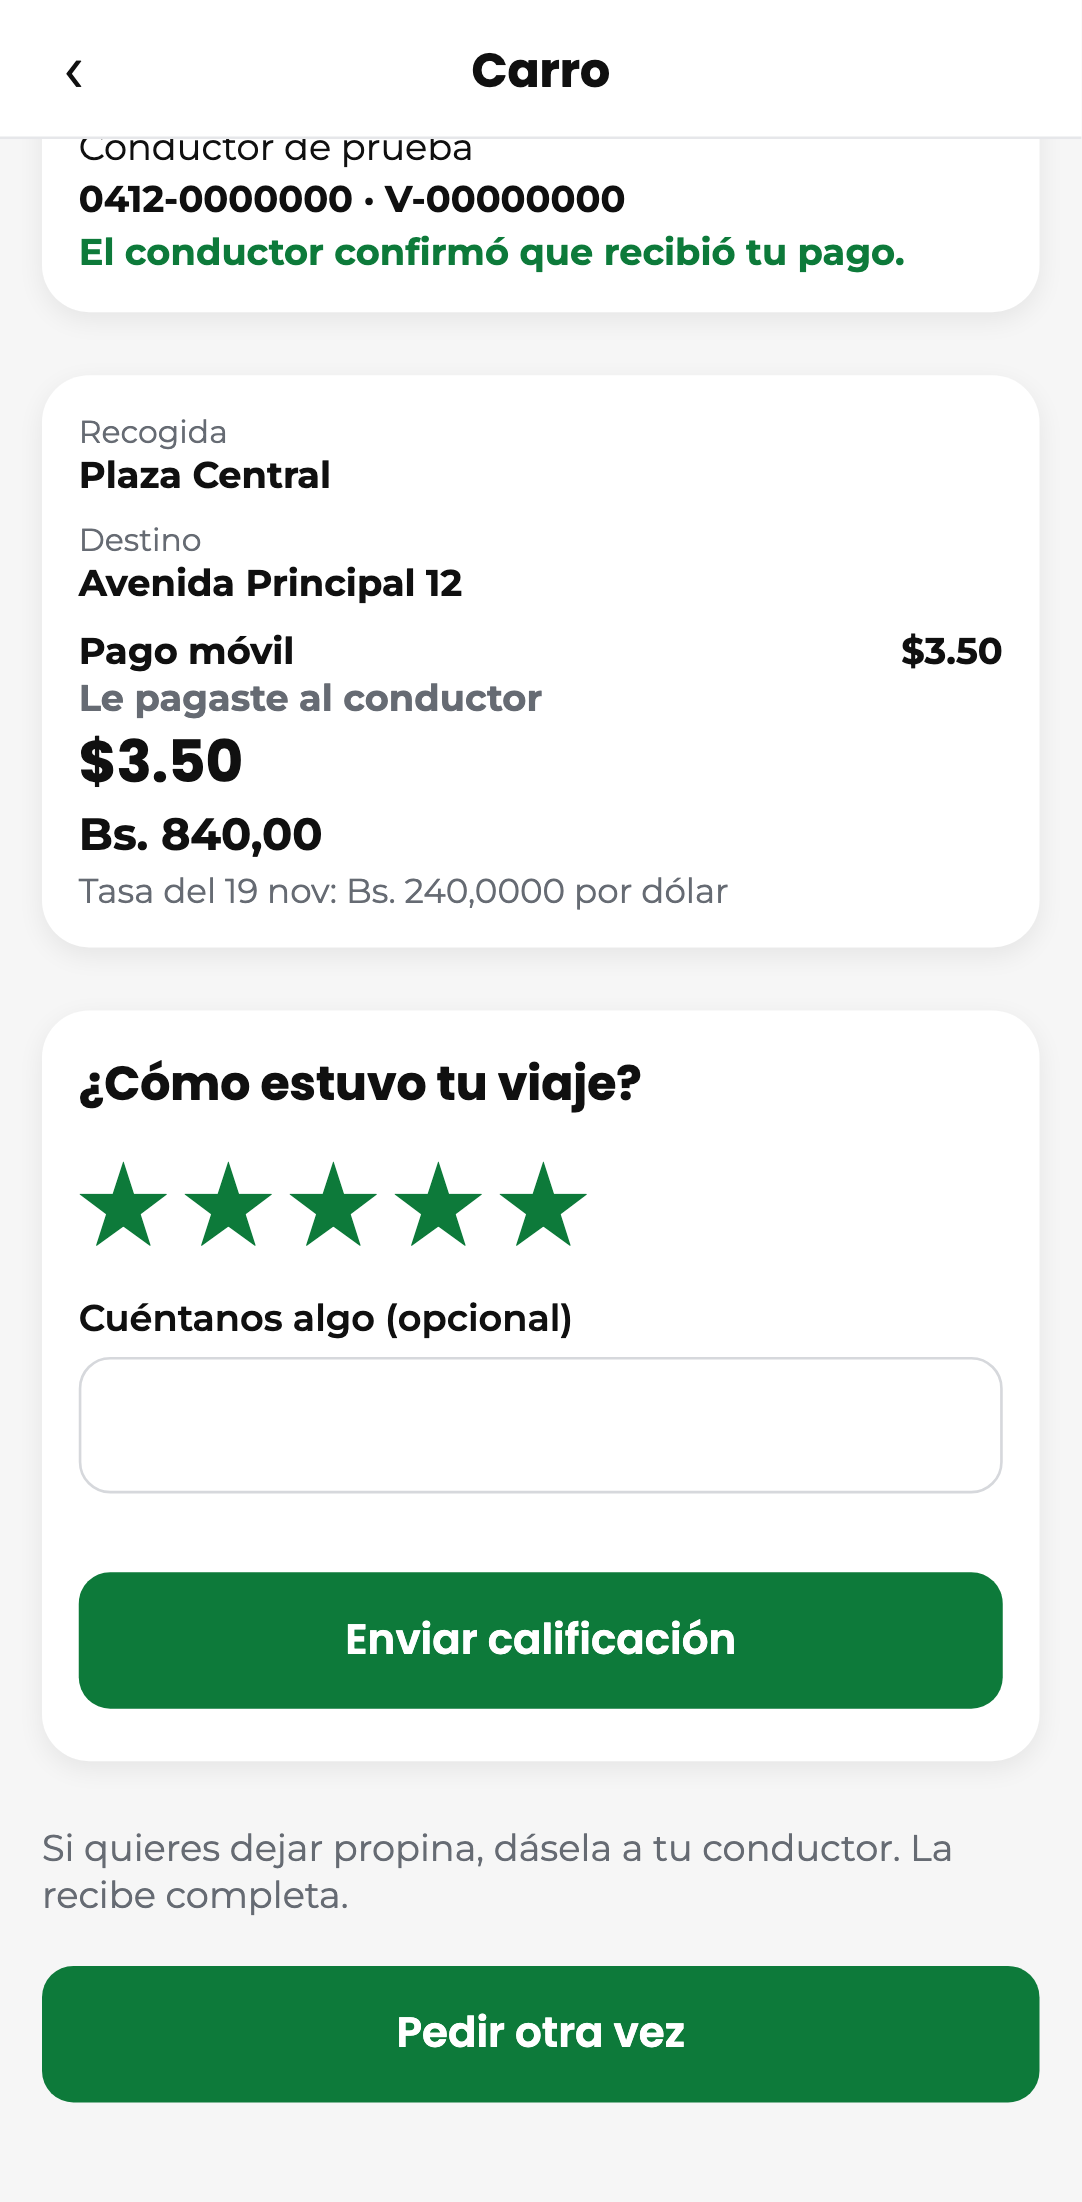 Carro
Conductor de prueba
0412-0000000 · V-00000000
El conductor confirmó que recibió tu pago.
Recogida
Plaza Central
Destino
Avenida Principal 12
Pago móvil $3.50
Le pagaste al conductor
$3.50
Bs. 840,00
Tasa del 19 nov: Bs. 240,0000 por dólar
¿Cómo estuvo tu viaje?
Cuéntanos algo (opcional)
Enviar calificación
Si quieres dejar propina, dásela a tu conductor. La
recibe completa.
Pedir otra vez